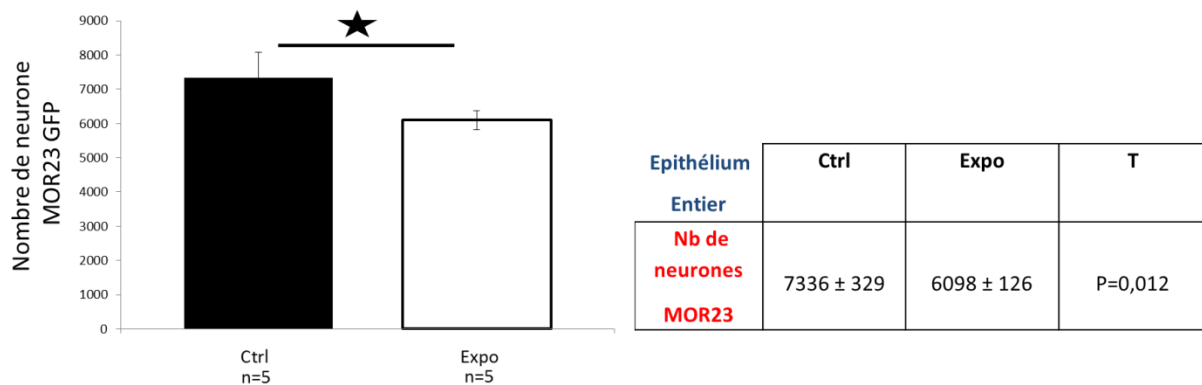 Nombre de neurone
MOR23 GFP
9000
8000
7000
6000
5000
4000
3000
2000
1000
0
Ctrl
n=5
Expo
n=5
Epithélium
Entier
Ctrl
Expo
T
Nb de
neurones
MOR23
7336 ± 329
6098 ± 126
P=0,012